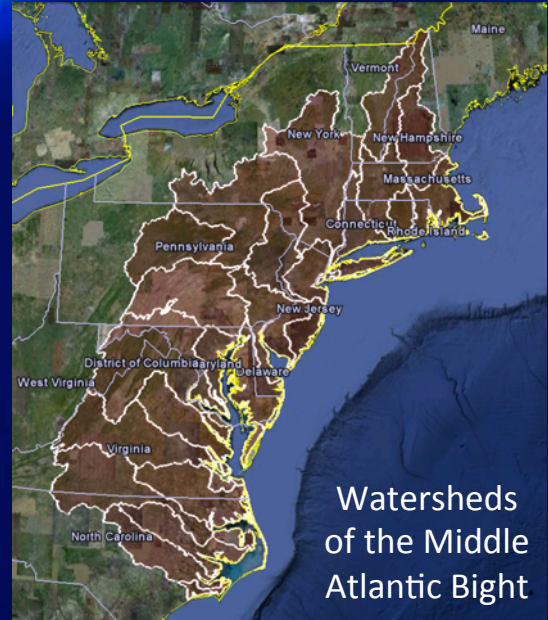 Maine
Vermont
New York
New Hampshire
Massachusetts
Connecticut
Rhode Island
Pennsylvania
New Jersey
District of Columbia
aryland
Delaware
West Virginia
Virginia
North Carolina
Watersheds
of the Middle
Atlantic Bight